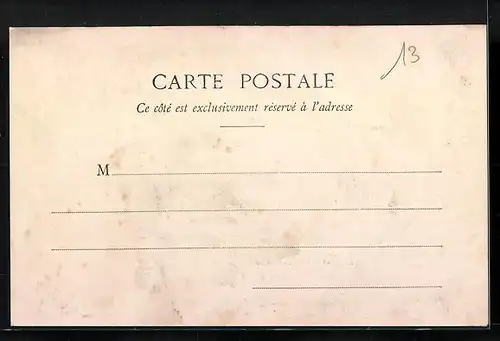 13
CARTE POSTALE
Ce côté est exclusivement réservé à l'adresse
M